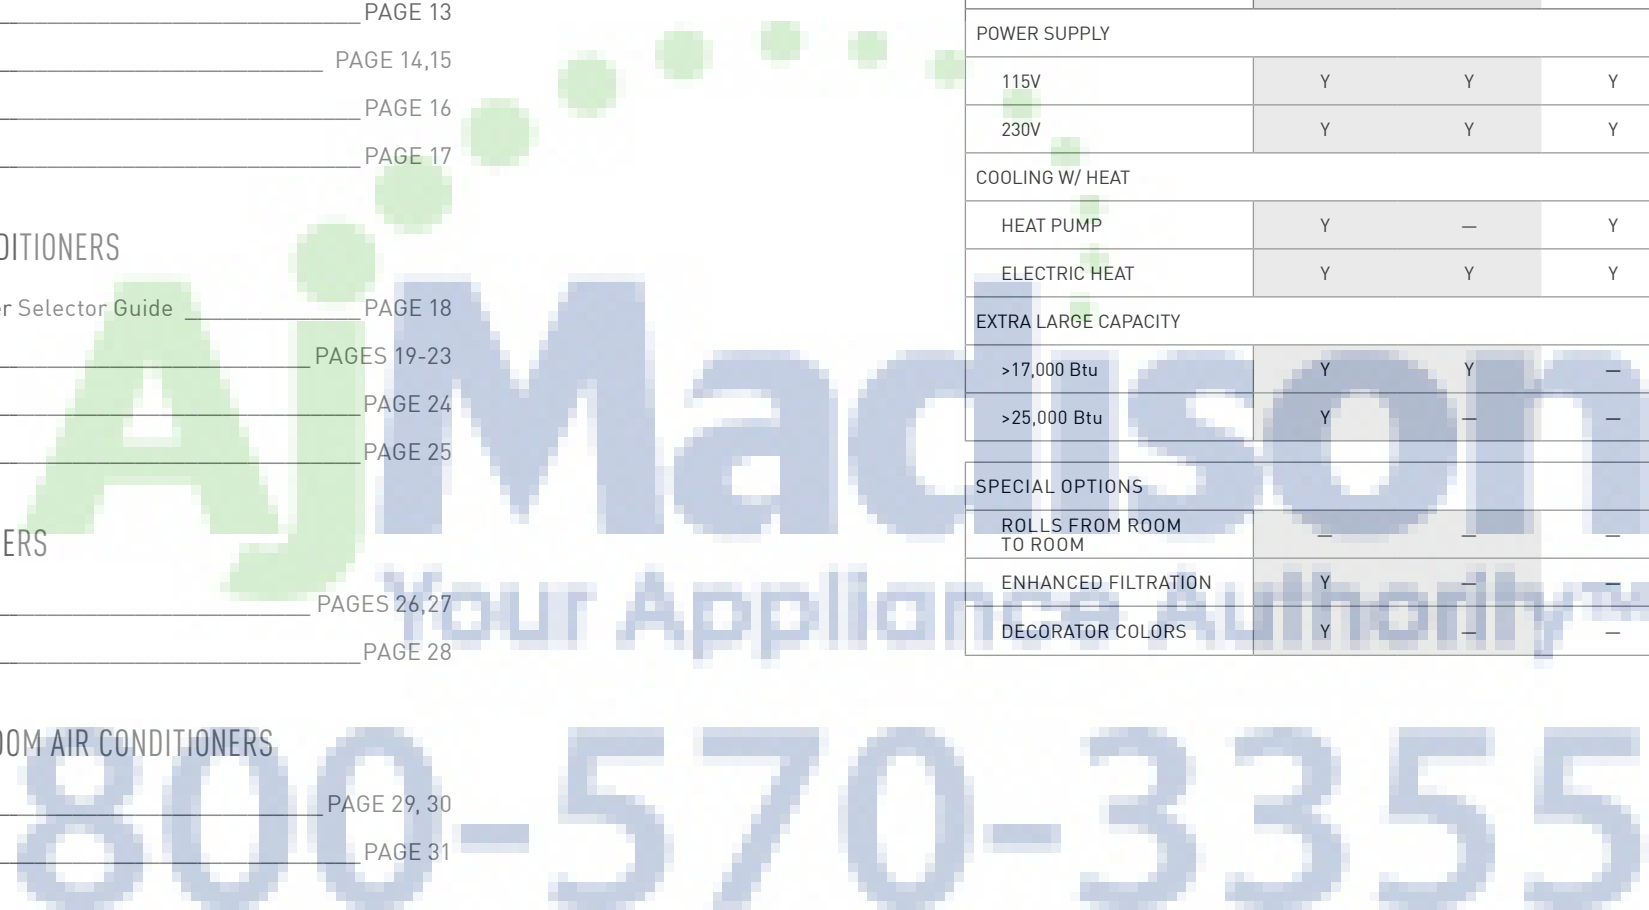 PAGE 13
PAGE 14,15
PAGE 16
PAGE 17
DITIONERS
er Selector Guide PAGE 18
PAGES 19-23
PAGE 24
PAGE 25
ERS
PAGES 26,27
PAGE 28
OOM AIR CONDITIONERS
PAGE 29, 30
PAGE 31
POWER SUPPLY
115V Y Y Y
230V Y Y Y
COOLING W/ HEAT
HEAT PUMP Y — Y
ELECTRIC HEAT Y Y Y
EXTRA LARGE CAPACITY
>17,000 Btu Y Y —
>25,000 Btu Y — —
SPECIAL OPTIONS
ROLLS FROM ROOM
TO ROOM — — —
ENHANCED FILTRATION Y — —
DECORATOR COLORS Y — —
AjMadison
Your Appliance Authority™
800-570-3355